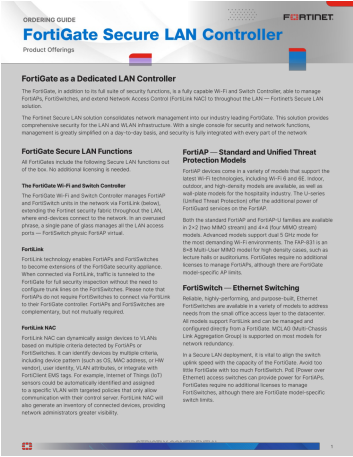 ORDERING GUIDE
FORTINET
FortiGate Secure LAN Controller
Product Offerings
FortiGate as a Dedicated LAN Controller
The FortiGate, in addition to its full suite of security functions, is a fully capable Wi-Fi and Switch Controller, able to manage
FortiAPs, FortiSwitches, and extend Network Access Control (FortiLink NAC) to throughout the LAN — Fortinet's Secure LAN
solution.
The Fortinet Secure LAN solution consolidates network management into our industry leading FortiGate. This solution provides
comprehensive security for the LAN and WLAN infrastructure. With a single console for security and network functions,
management is greatly simplified on a day-to-day basis, and security is fully integrated with every part of the network
FortiGate Secure LAN Functions
All FortiGates include the following Secure LAN functions out
of the box. No additional licensing is needed.
The FortiGate Wi-Fi and Switch Controller
The FortiGate Wi-Fi and Switch Controller manages FortiAP
and FortiSwitch units in the network via FortiLink (below),
extending the Fortinet security fabric throughout the LAN,
where end-devices connect to the network. In an overused
phrase, a single pane of glass manages all the LAN access
ports — FortiSwitch physic FortiAP virtual.
FortiLink
FortiLink technology enables FortiAPs and FortiSwitches
to become extensions of the FortiGate security appliance.
When connected via FortiLink, traffic is tunneled to the
FortiGate for full security inspection without the need to
configure trunk lines on the FortiSwitches. Please note that
FortiAPs do not require FortiSwitches to connect via FortiLink
to their FortiGate controller. FortiAPs and FortiSwitches are
complementary, but not mutually required.
FortiLink NAC
FortiLink NAC can dynamically assign devices to VLANs
based on multiple criteria detected by FortiAPs or
FortiSwitches. It can identify devices by multiple criteria,
including device pattern (such as OS, MAC address, or HW
vendor), user identity, VLAN attributes, or integrate with
FortiClient EMS tags. For example, Internet of Things (IoT)
sensors could be automatically identified and assigned
to a specific VLAN with targeted policies that only allow
communication with their control server. FortiLink NAC will
also generate an inventory of connected devices, providing
network administrators greater visibility.
FortiAP — Standard and Unified Threat
Protection Models
FortiAP devices come in a variety of models that support the
latest Wi-Fi technologies, including Wi-Fi 6 and 6E. Indoor,
outdoor, and high-density models are available, as well as
wall-plate models for the hospitality industry. The U-series
(Unified Threat Protection) offer the additional power of
FortiGuard services on the FortiAP.
Both the standard FortiAP and FortiAP-U families are available
in 2×2 (two MIMO stream) and 4×4 (four MIMO stream)
models. Advanced models support dual 5 GHz mode for
the most demanding Wi-Fi environments. The FAP-831 is an
8×8 Multi-User MIMO model for high density cases, such as
lecture halls or auditoriums. FortiGates require no additional
licenses to manage FortiAPs, although there are FortiGate
model-specific AP limits.
FortiSwitch — Ethernet Switching
Reliable, high-performing, and purpose-built, Ethernet
FortiSwitches are available in a variety of models to address
needs from the small office access layer to the datacenter.
All models support FortiLink and can be managed and
configured directly from a FortiGate. MCLAG (Multi-Chassis
Link Aggregation Group) is supported on most models for
network redundancy.
In a Secure LAN deployment, it is vital to align the switch
uplink speed with the capacity of the FortiGate. Avoid too
little FortiGate with too much FortiSwitch. PoE (Power over
Ethernet) access switches can provide power for FortiAPs.
FortiGates require no additional licenses to manage
FortiSwitches, although there are FortiGate model-specific
switch limits.